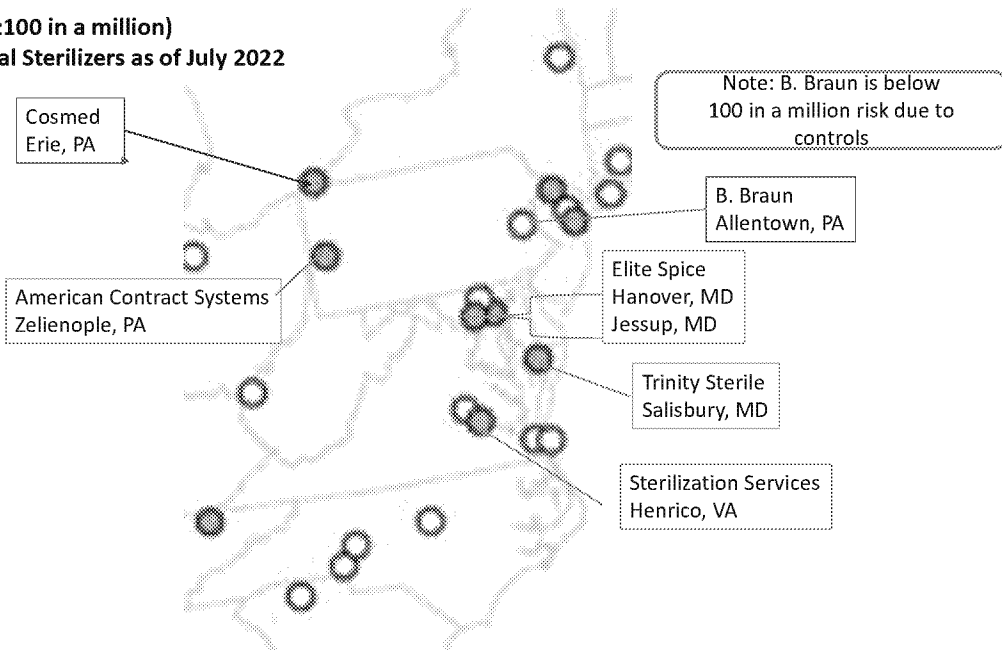 100 in a million)
al Sterilizers as of July 2022
Cosmed
Erie, PA
Note: B. Braun is below
100 in a million risk due to
controls
B. Braun
Allentown, PA
Elite Spice
Hanover, MD
Jessup, MD
American Contract Systems
Zelienople, PA
Trinity Sterile
Salisbury, MD
Sterilization Services
Henrico, VA